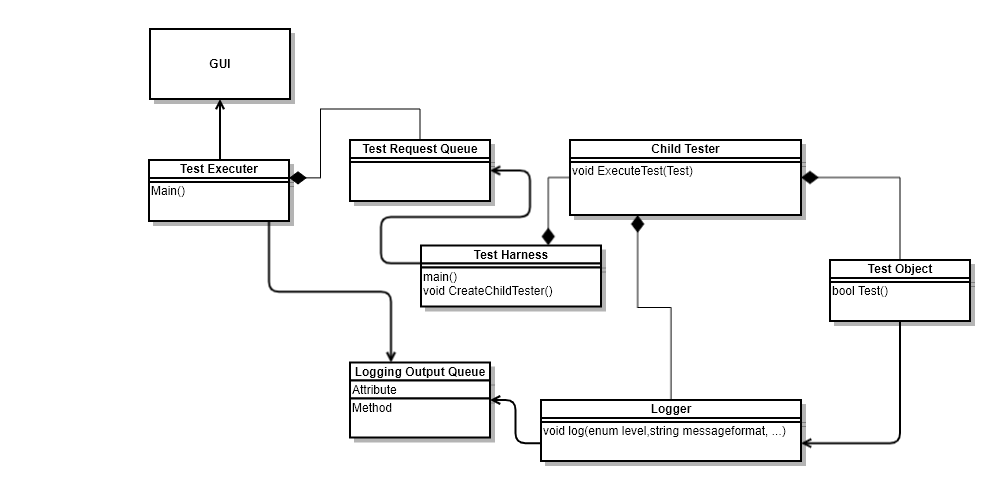 GUI
Test Executer
Main()
Test Request Queue
Child Tester
void ExecuteTest(Test)
Test Harness
main()
void CreateChildTester()
Test Object
bool Test()
Logging Output Queue
Attribute
Method
Logger
void log(enum level,string messageformat, ...)